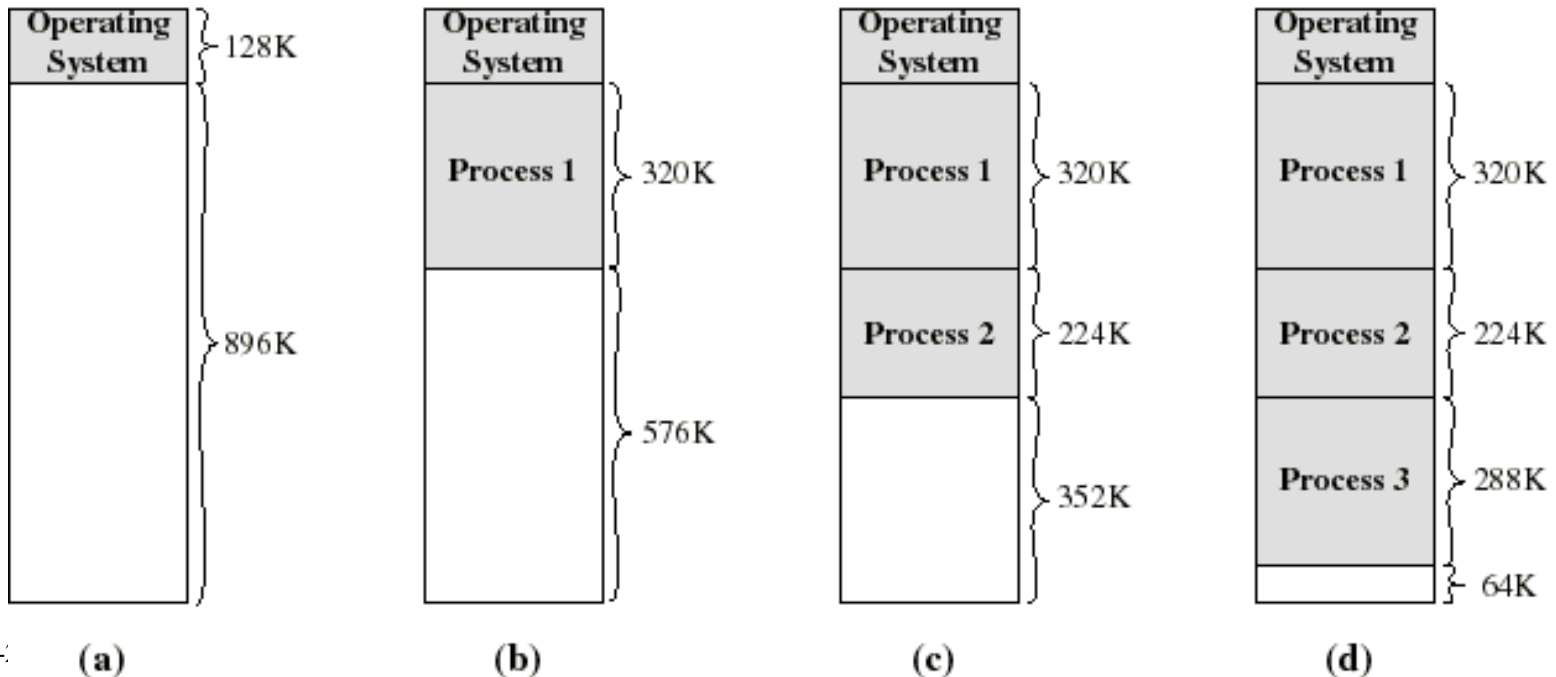 Operating
System
128K
896K
(a)
Operating
System
Process 1
320K
576K
(b)
Operating
System
Process 1
320K
Process 2
224K
352K
(c)
Operating
System
Process 1
320K
Process 2
224K
Process 3
288K
64K
(d)